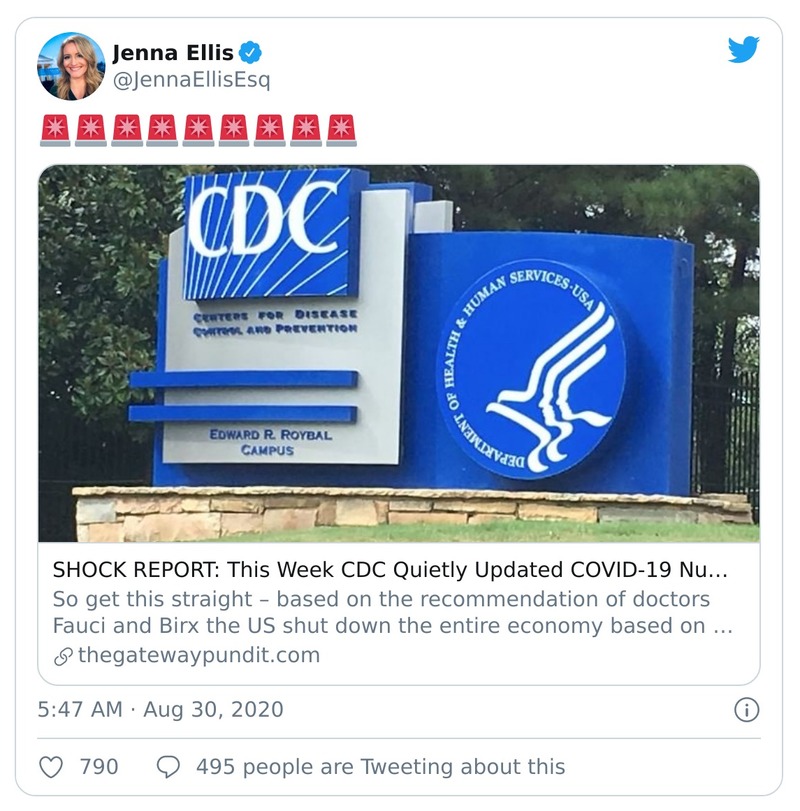 Jenna Ellis
@JennaEllisEsq
CDC
CENTERS FOR DISEASE
CONTROL AND PREVENTION
EDWARD R. ROYBAL
CAMPUS
DEPARTMENT OF HEALTH & HUMAN SERVICES·USA
SHOCK REPORT: This Week CDC Quietly Updated COVID-19 Nu...
So get this straight – based on the recommendation of doctors
Fauci and Birx the US shut down the entire economy based on ...
thegatewaypundit.com
5:47 AM · Aug 30, 2020
790
495 people are Tweeting about this